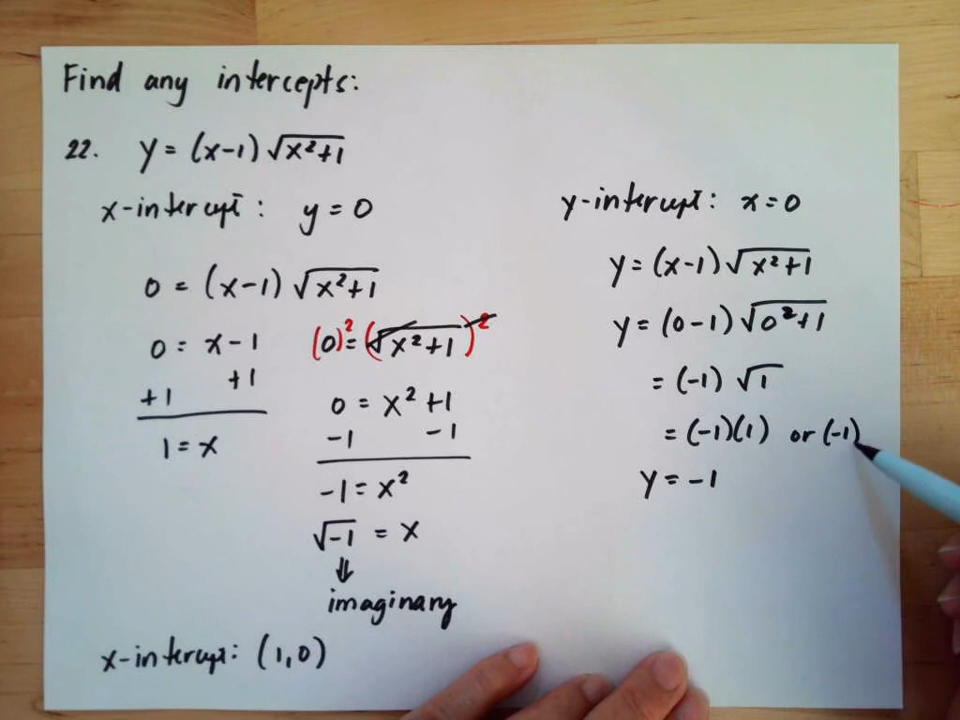 Find any intercepts:
22. y = (x-1) √x²+1
x-intercept: y = 0
0 = (x-1) √x²+1
0 = x-1
+1 +1
1 = x
(0)² = (√x²+1)²
0 = x²+1
-1 -1
-1 = x²
√-1 = x
⇓
imaginary
x-intercept: (1,0)
y-intercept: x = 0
y = (x-1) √x²+1
y = (0-1) √0²+1
= (-1) √1
= (-1)(1) or (-1)
y = -1